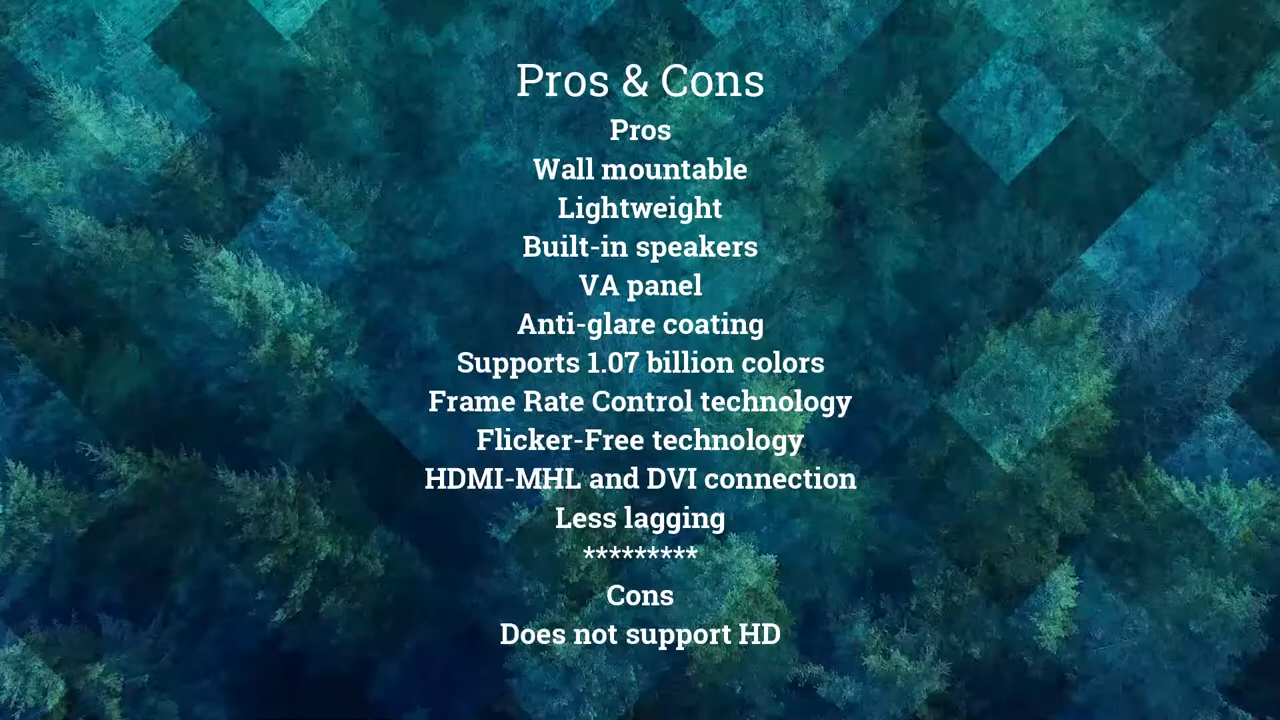 Pros & Cons
Pros
Wall mountable
Lightweight
Built-in speakers
VA panel
Anti-glare coating
Supports 1.07 billion colors
Frame Rate Control technology
Flicker-Free technology
HDMI-MHL and DVI connection
Less lagging
*********
Cons
Does not support HD